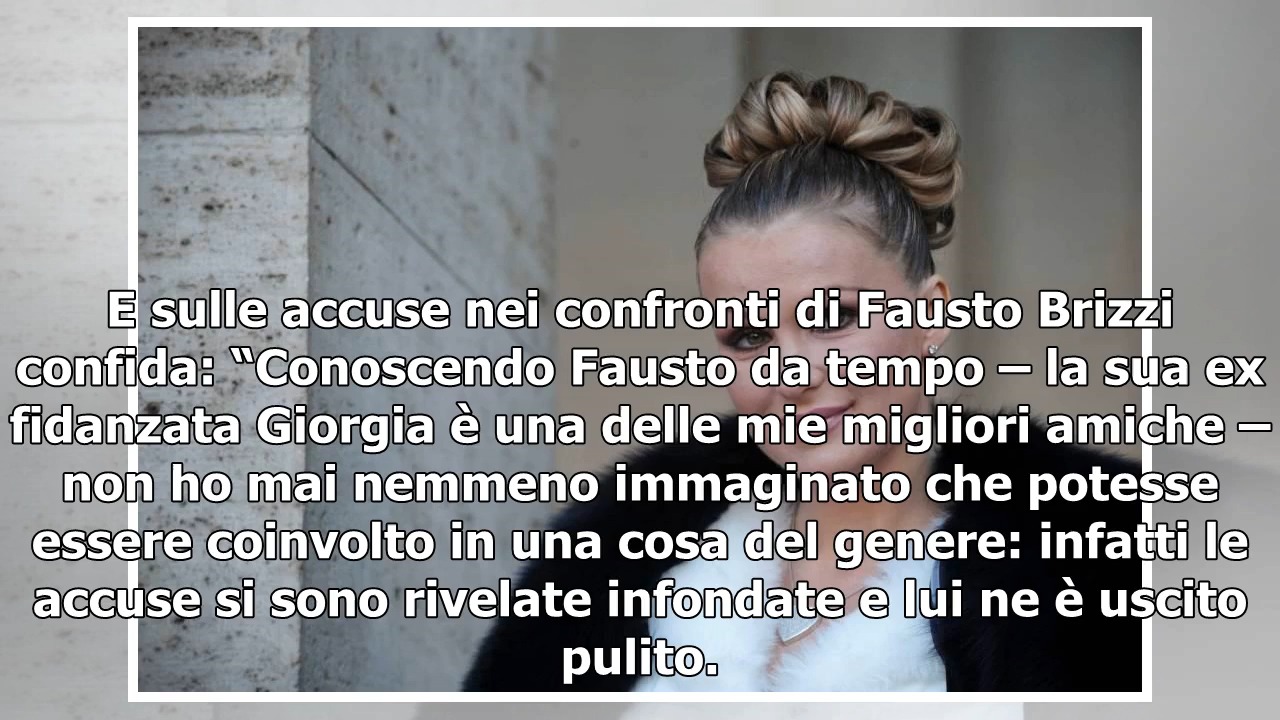 E sulle accuse nei confronti di Fausto Brizzi
confida: “Conoscendo Fausto da tempo – la sua ex
fidanzata Giorgia è una delle mie migliori amiche –
non ho mai nemmeno immaginato che potesse
essere coinvolto in una cosa del genere: infatti le
accuse si sono rivelate infondate e lui ne è uscito
pulito.